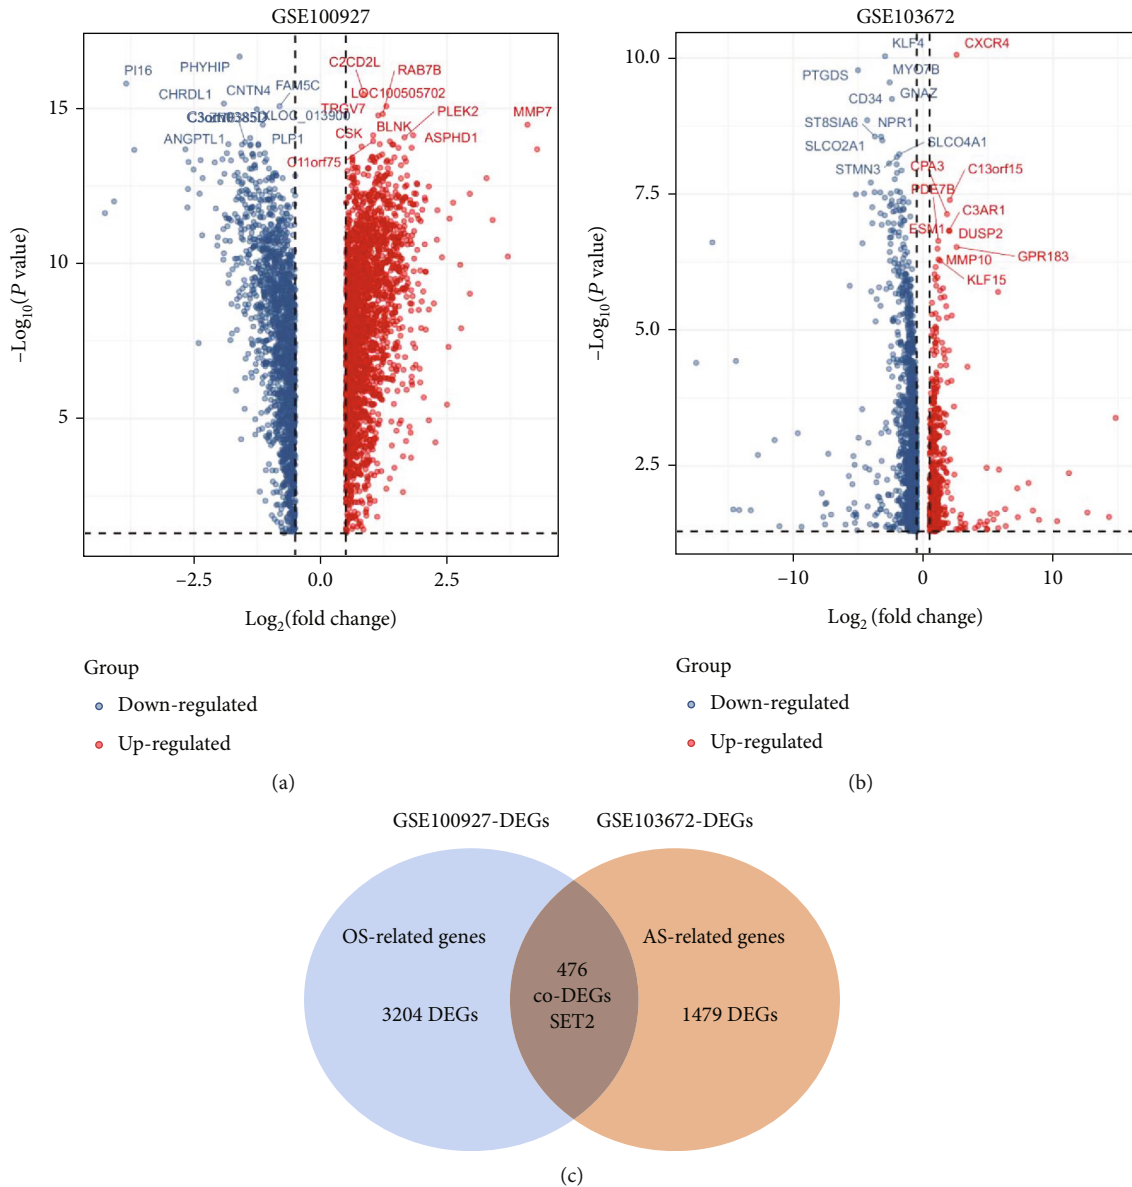 GSE100927
PI16
PHYHIP
C2CD2L
RAB7B
CHRDL1
CNTN4
FAM5C
LOC100505702
TRGV7
PLEK2
MMP7
XLOC_013900
ANGPTL1
PLP1
CSK
BLNK
ASPHD1
C11orf75
15
10
5
−Log10(P value)
−2.5
0.0
2.5
Log2(fold change)
Group
Down-regulated
Up-regulated
(a)
GSE103672
KLF4
CXCR4
PTGDS
MYO7B
GNAZ
CD34
ST8SIA6
NPR1
SLCO2A1
SLCO4A1
STMN3
CPA3
C13orf15
PDE7B
C3AR1
ESM1
DUSP2
GPR183
MMP10
KLF15
10.0
7.5
5.0
2.5
−Log10(P value)
−10
0
10
Log2 (fold change)
Group
Down-regulated
Up-regulated
(b)
GSE100927-DEGs
GSE103672-DEGs
OS-related genes
AS-related genes
3204 DEGs
476
co-DEGs
SET2
1479 DEGs
(c)